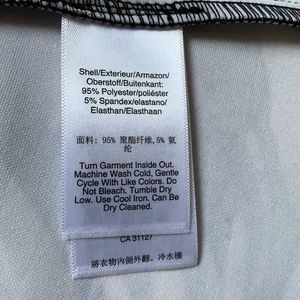 Shell/Exterieur/Armazon/
Oberstoff/Buitenkant:
95% Polyester/poliéster
5% Spandex/elastano/
Elasthan/Elasthaan
面料: 95% 聚酯纤维,5% 氨
纶
Turn Garment Inside Out.
Machine Wash Cold, Gentle
Cycle With Like Colors. Do
Not Bleach. Tumble Dry
Low. Use Cool Iron. Can Be
Dry Cleaned.
CA 31127
將衣物內側外翻。冷水機